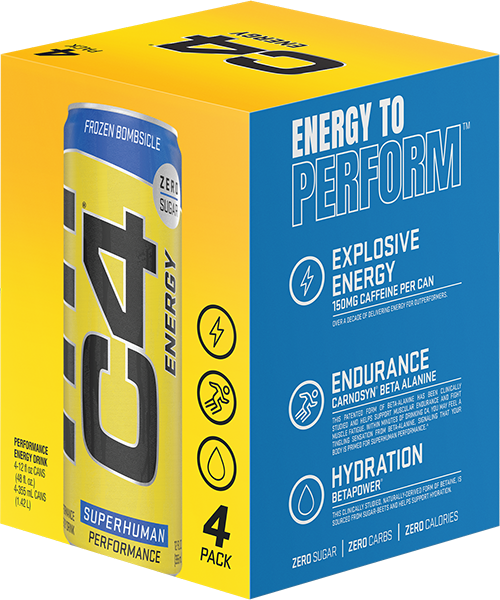 4
PACK
C4
ENERGY
FROZEN BOMBSICLE
ZERO
SUGAR
C4®
ENERGY
PERFORMANCE
ENERGY DRINK
4-12 fl oz CANS
(48 fl oz.)
4-355 mL CANS
(1.42 L)
SUPERHUMAN
PERFORMANCE
4
PACK
ENERGY TO
PERFORM™
EXPLOSIVE
ENERGY
150MG CAFFEINE PER CAN
OVER A DECADE OF DELIVERING ENERGY FOR OUTPERFORMERS.
ENDURANCE
CARNOSYN® BETA ALANINE
THIS PATENTED FORM OF BETA-ALANINE HAS BEEN CLINICALLY
STUDIED AND HELPS SUPPORT MUSCULAR ENDURANCE AND FIGHT
MUSCLE FATIGUE. WITHIN MINUTES OF DRINKING C4, YOU MAY FEEL A
TINGLING SENSATION FROM BETA-ALANINE, SIGNALING THAT YOUR
BODY IS PRIMED FOR SUPERHUMAN PERFORMANCE.*
HYDRATION
BETAPOWER®
THIS CLINICALLY STUDIED, NATURALLY-DERIVED FORM OF BETAINE, IS
SOURCED FROM SUGAR-BEETS AND HELPS SUPPORT HYDRATION.
ZERO SUGAR | ZERO CARBS | ZERO CALORIES